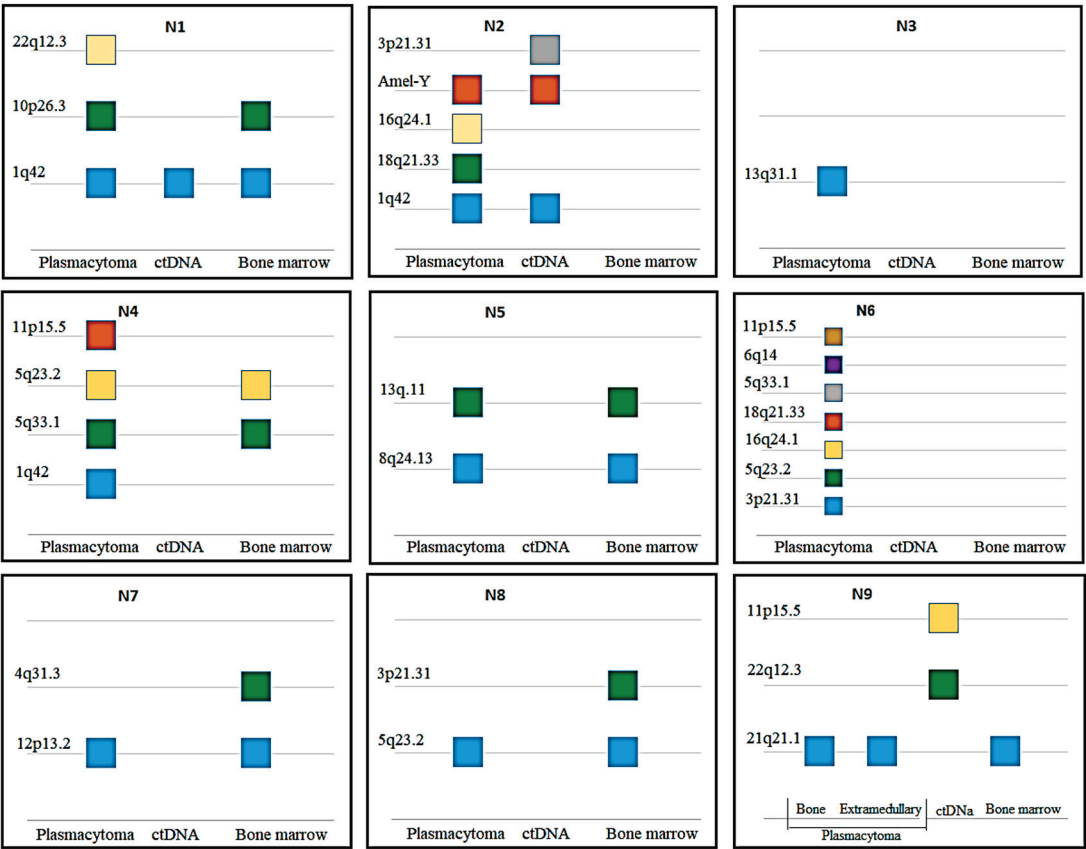 N1
22q12.3
10p26.3
1q42
Plasmacytoma ctDNA Bone marrow
N2
3p21.31
Amel-Y
16q24.1
18q21.33
1q42
Plasmacytoma ctDNA Bone marrow
N3
13q31.1
Plasmacytoma ctDNA Bone marrow
N4
11p15.5
5q23.2
5q33.1
1q42
Plasmacytoma ctDNA Bone marrow
N5
13q.11
8q24.13
Plasmacytoma ctDNA Bone marrow
N6
11p15.5
6q14
5q33.1
18q21.33
16q24.1
5q23.2
3p21.31
Plasmacytoma ctDNA Bone marrow
N7
4q31.3
12p13.2
Plasmacytoma ctDNA Bone marrow
N8
3p21.31
5q23.2
Plasmacytoma ctDNA Bone marrow
N9
11p15.5
22q12.3
21q21.1
Bone Extramedullary ctDNa Bone marrow
Plasmacytoma